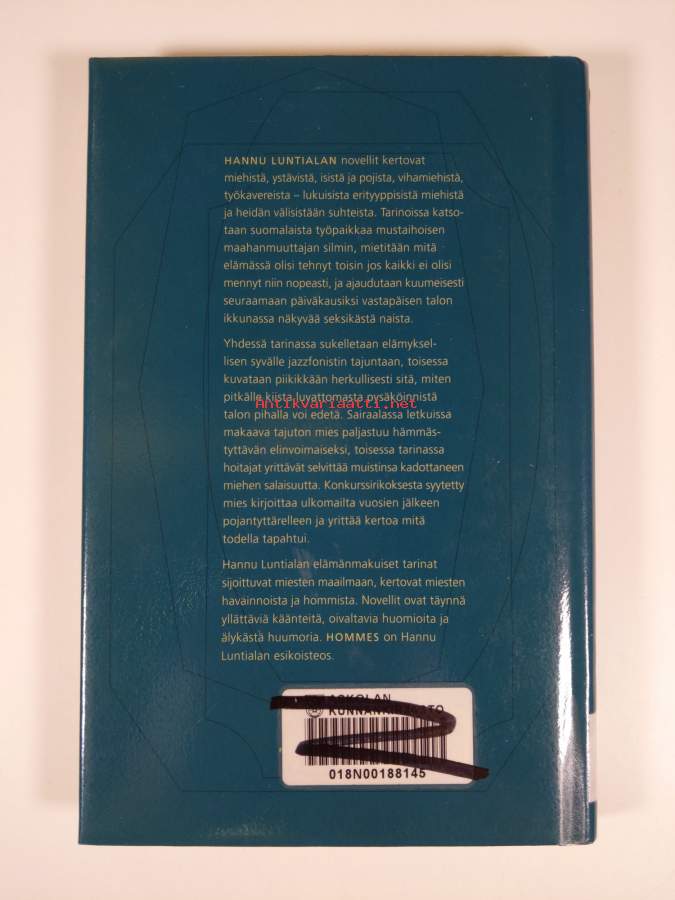 HANNU LUNTIALAN novellit kertovat
miehistä, ystävistä, isistä ja pojista, vihamiehistä,
työkavereista – lukuisista erityyppisistä miehistä
ja heidän välisistään suhteista. Tarinoissa katso-
taan suomalaista työpaikkaa mustaihoisen
maahanmuuttajan silmin, mietitään mitä
elämässä olisi tehnyt toisin jos kaikki ei olisi
mennyt niin nopeasti, ja ajaudutaan kuumeisesti
seuraamaan päiväkausiksi vastapäisen talon
ikkunassa näkyvää seksikästä naista.
Yhdessä tarinassa sukelletaan elämyksel-
lisen syvälle jazzfonistin tajuntaan, toisessa
kuvataan piikikkään herkullisesti sitä, miten
pitkälle kiista luvattomasta pysäköinnistä
Antikvariaatti.net
talon pihalla voi edetä. Sairaalassa letkuissa
makaava tajuton mies paljastuu hämmäs-
tyttävän elinvoimaiseksi, toisessa tarinassa
hoitajat yrittävät selvittää muistinsa kadottaneen
miehen salaisuutta. Konkurssirikoksesta syytetty
mies kirjoittaa ulkomailta vuosien jälkeen
pojantyttärelleen ja yrittää kertoa mitä
todella tapahtui.
Hannu Luntialan elämänmakuiset tarinat
sijoittuvat miesten maailmaan, kertovat miesten
havainnoista ja hommista. Novellit ovat täynnä
yllättäviä käänteitä, oivaltavia huomioita ja
älykästä huumoria. HOMMES on Hannu
Luntialan esikoisteos.
ASKOLAN
018N00188145